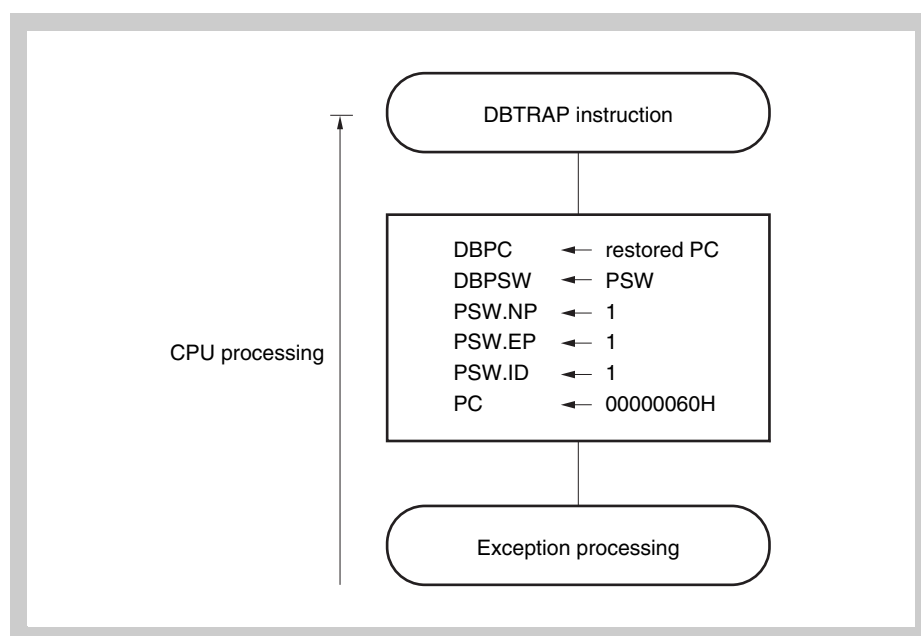 DBTRAP instruction
DBPC ← restored PC
DBPSW ← PSW
PSW.NP ← 1
PSW.EP ← 1
PSW.ID ← 1
PC ← 00000060H
CPU processing
Exception processing